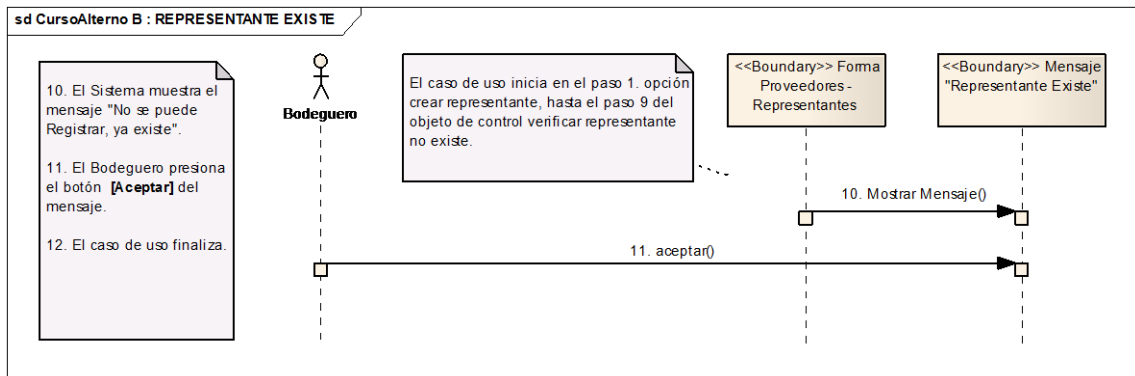 sd CursoAlterno B : REPRESENTANTE EXISTE
10. El Sistema muestra el
mensaje "No se puede
Registrar, ya existe".
11. El Bodeguero presiona
el botón [Aceptar] del
mensaje.
12. El caso de uso finaliza.
Bodeguero
El caso de uso inicia en el paso 1. opción
crear representante, hasta el paso 9 del
objeto de control verificar representante
no existe.
<<Boundary>> Forma
Proveedores -
Representantes
<<Boundary>> Mensaje
"Representante Existe"
10. Mostrar Mensaje()
11. aceptar()